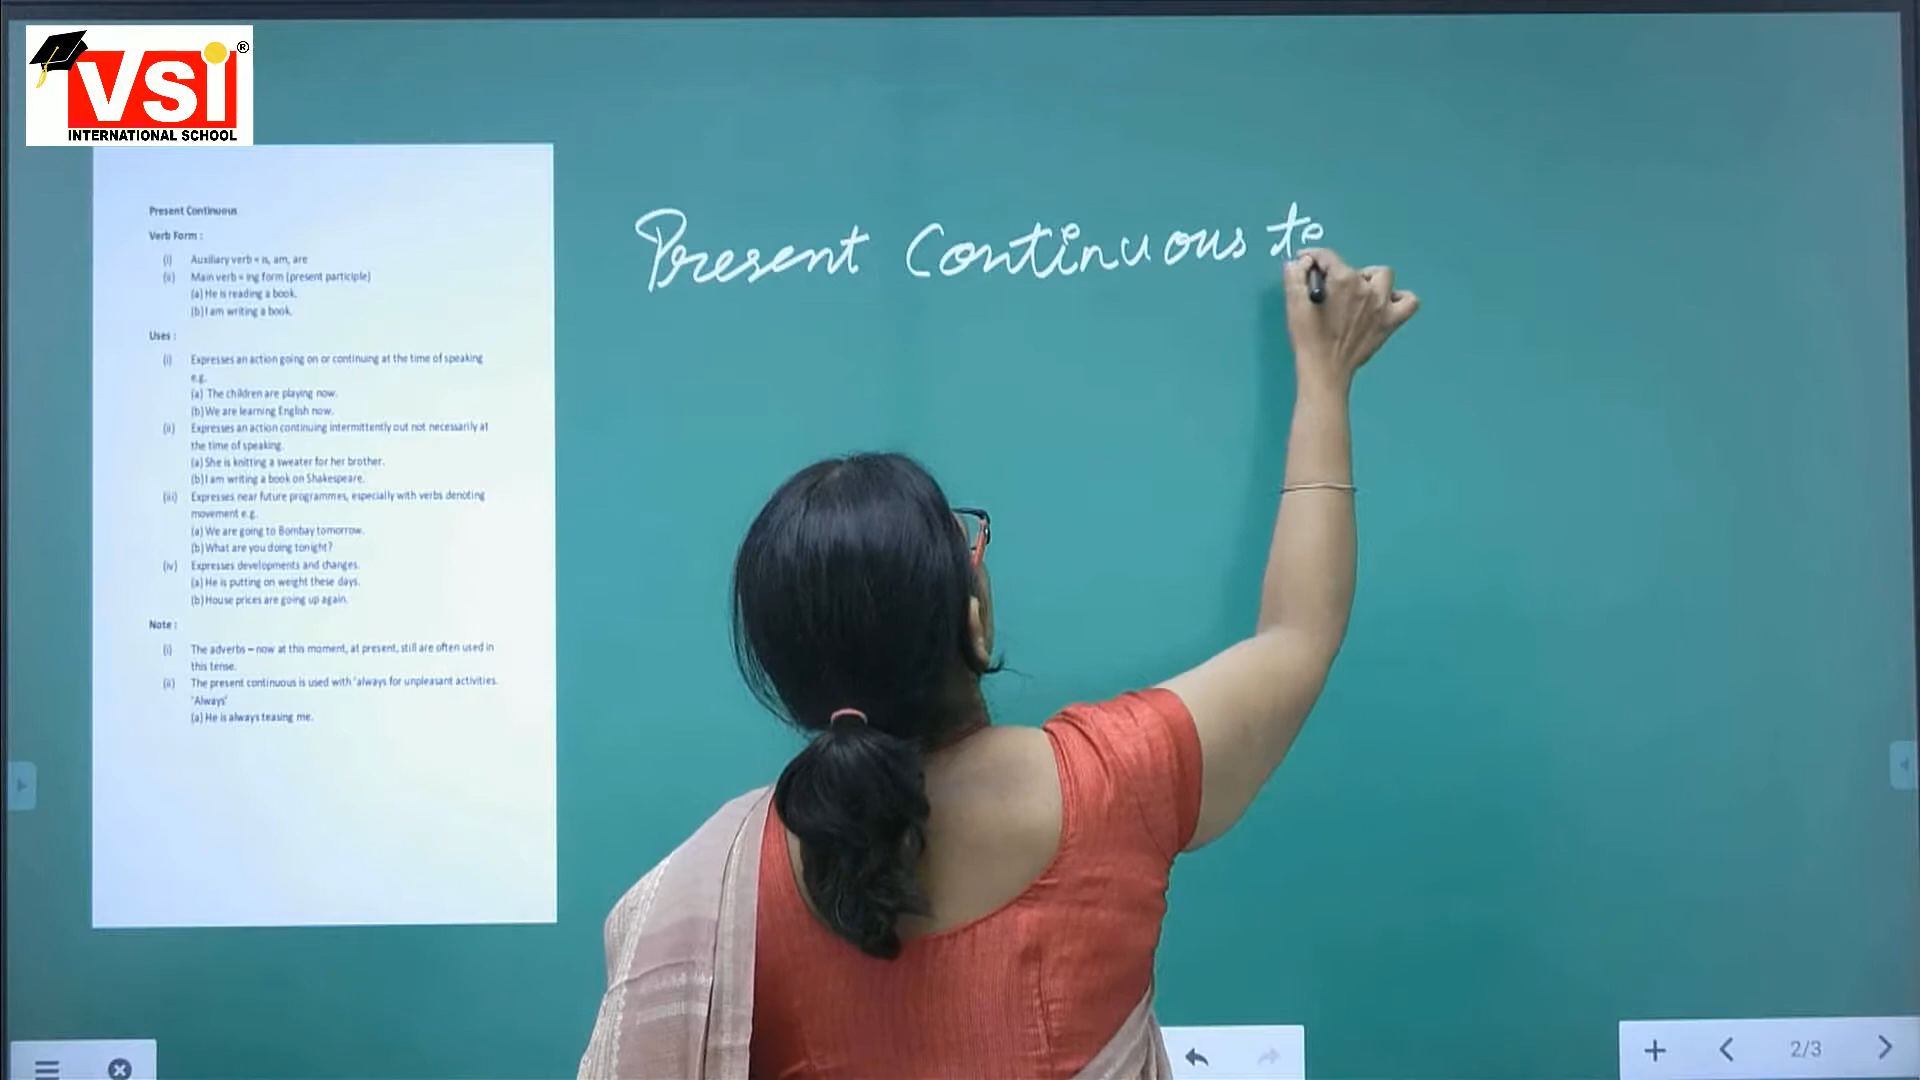 VSI ®
INTERNATIONAL SCHOOL
Present Continuous te
Present Continuous
Verb Form :
(i) Auxiliary verb = is, am, are
(ii) Main verb = ing form (present participle)
(a) He is reading a book.
(b) I am writing a book.
Uses :
(i) Expresses an action going on or continuing at the time of speaking
e.g.
(a) The children are playing now.
(b) We are learning English now.
(ii) Expresses an action continuing intermittently but not necessarily at
the time of speaking.
(a) She is knitting a sweater for her brother.
(b) I am writing a book on Shakespeare.
(iii) Expresses near future programmes, especially with verbs denoting
movement e.g.
(a) We are going to Bombay tomorrow.
(b) What are you doing tonight?
(iv) Expresses developments and changes.
(a) He is putting on weight these days.
(b) House prices are going up again.
Note :
(i) The adverbs – now at this moment, at present, still are often used in
this tense.
(ii) The present continuous is used with 'always for unpleasant activities.
'Always'
(a) He is always teasing me.
2/3